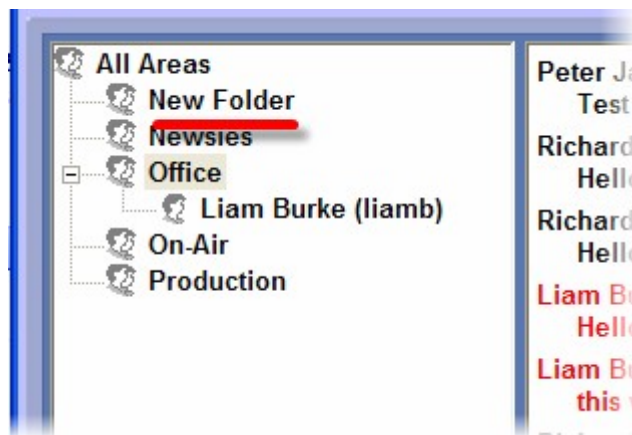 All Areas
New Folder
Newsies
Office
Liam Burke (liamb)
On-Air
Production
Peter
Test
Richard
Hello
Richard
Hello
Liam
Hello
Liam
this